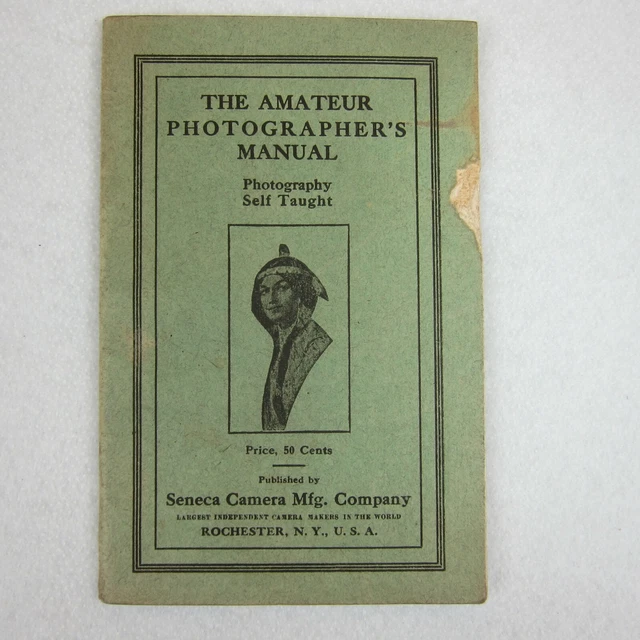 THE AMATEUR
PHOTOGRAPHER'S
MANUAL
Photography
Self Taught
Price, 50 Cents
Published by
Seneca Camera Mfg. Company
LARGEST INDEPENDENT CAMERA MAKERS IN THE WORLD
ROCHESTER, N. Y., U. S. A.